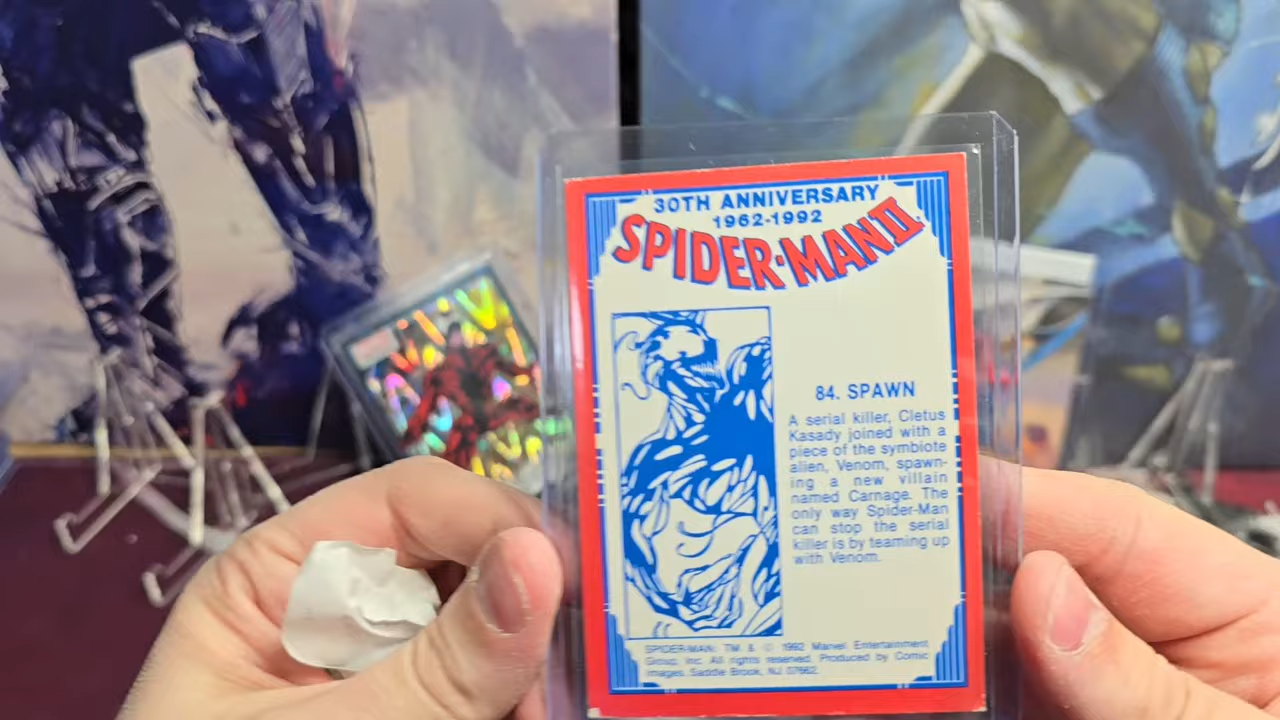 30TH ANNIVERSARY
1962-1992
SPIDER-MAN II
84. SPAWN
A serial killer, Cletus
Kasady joined with a
piece of the symbiote
alien, Venom, spawn-
ing a new villain
named Carnage. The
only way Spider-Man
can stop the serial
killer is by teaming up
with Venom.
SPIDER-MAN: TM & © 1992 Marvel Entertainment
Group, Inc. All rights reserved. Produced by Comic
Images. Saddle Brook, NJ 07662.